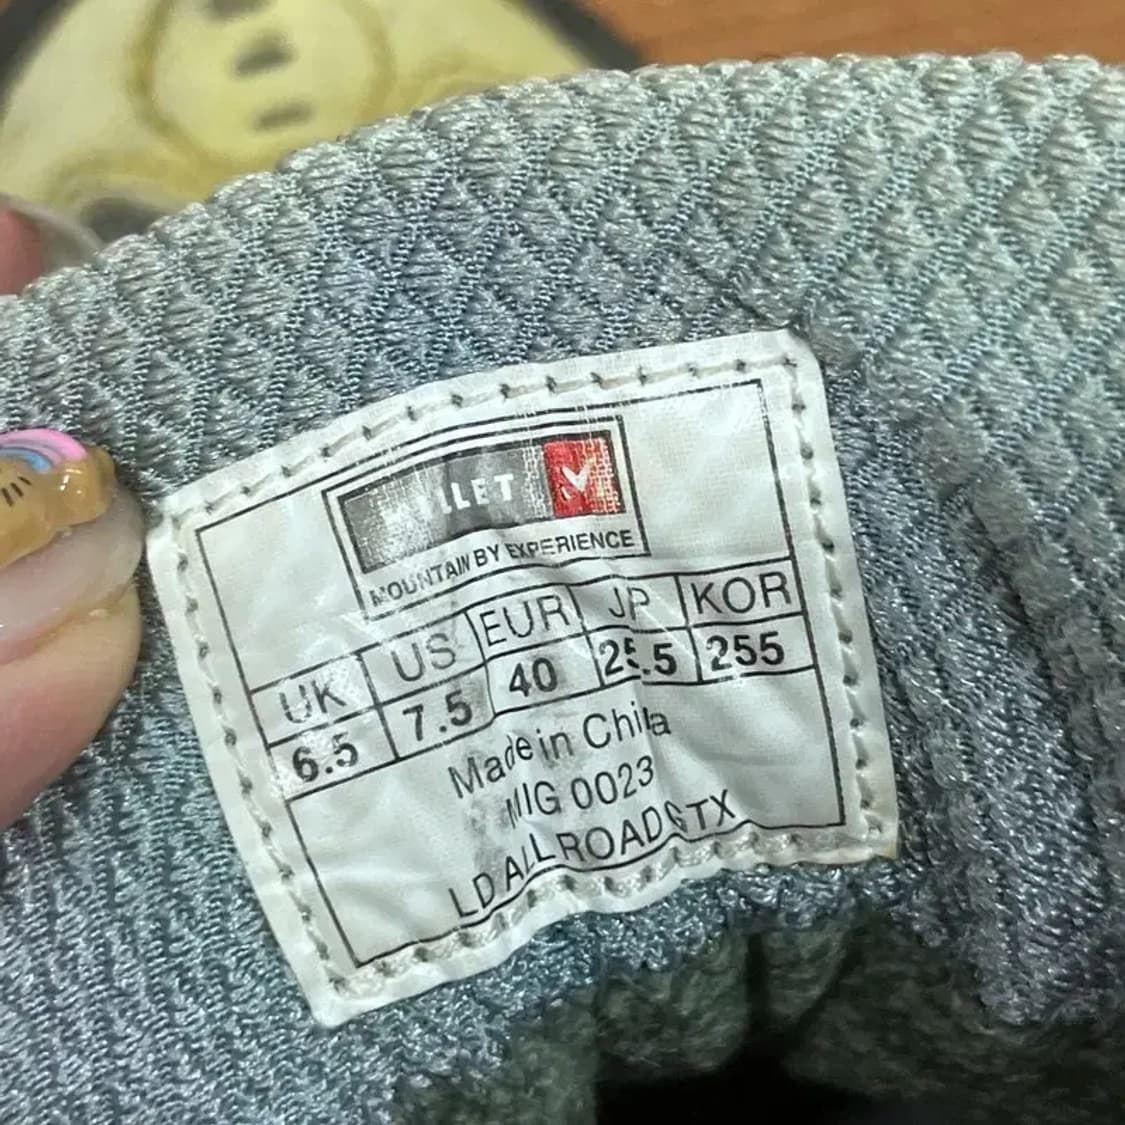 MILLET
MOUNTAIN BY EXPERIENCE
UK US EUR JP KOR
6.5 7.5 40 25.5 255
Made in China
MIG 0023
LD ALL ROAD GTX